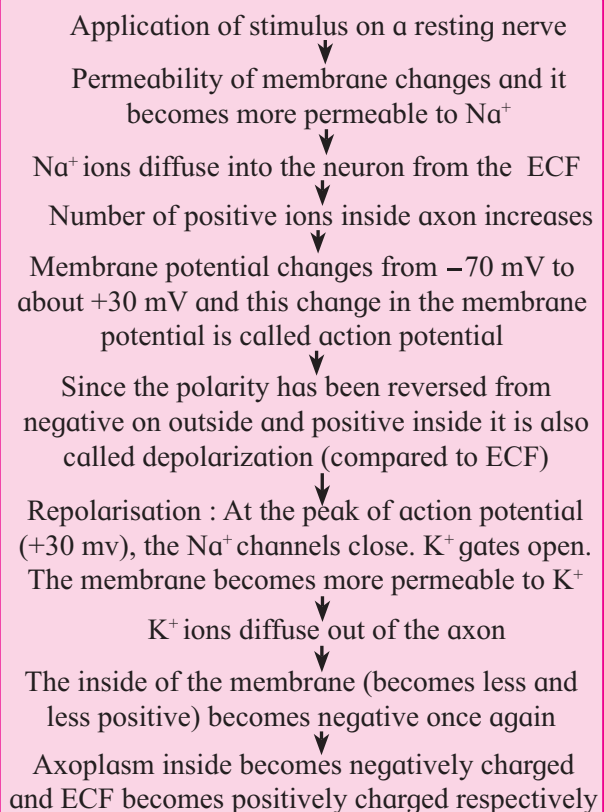 Application of stimulus on a resting nerve
Permeability of membrane changes and it
becomes more permeable to Na⁺
Na⁺ ions diffuse into the neuron from the ECF
Number of positive ions inside axon increases
Membrane potential changes from –70 mV to
about +30 mV and this change in the membrane
potential is called action potential
Since the polarity has been reversed from
negative on outside and positive inside it is also
called depolarization (compared to ECF)
Repolarisation : At the peak of action potential
(+30 mv), the Na⁺ channels close. K⁺ gates open.
The membrane becomes more permeable to K⁺
K⁺ ions diffuse out of the axon
The inside of the membrane (becomes less and
less positive) becomes negative once again
Axoplasm inside becomes negatively charged
and ECF becomes positively charged respectively